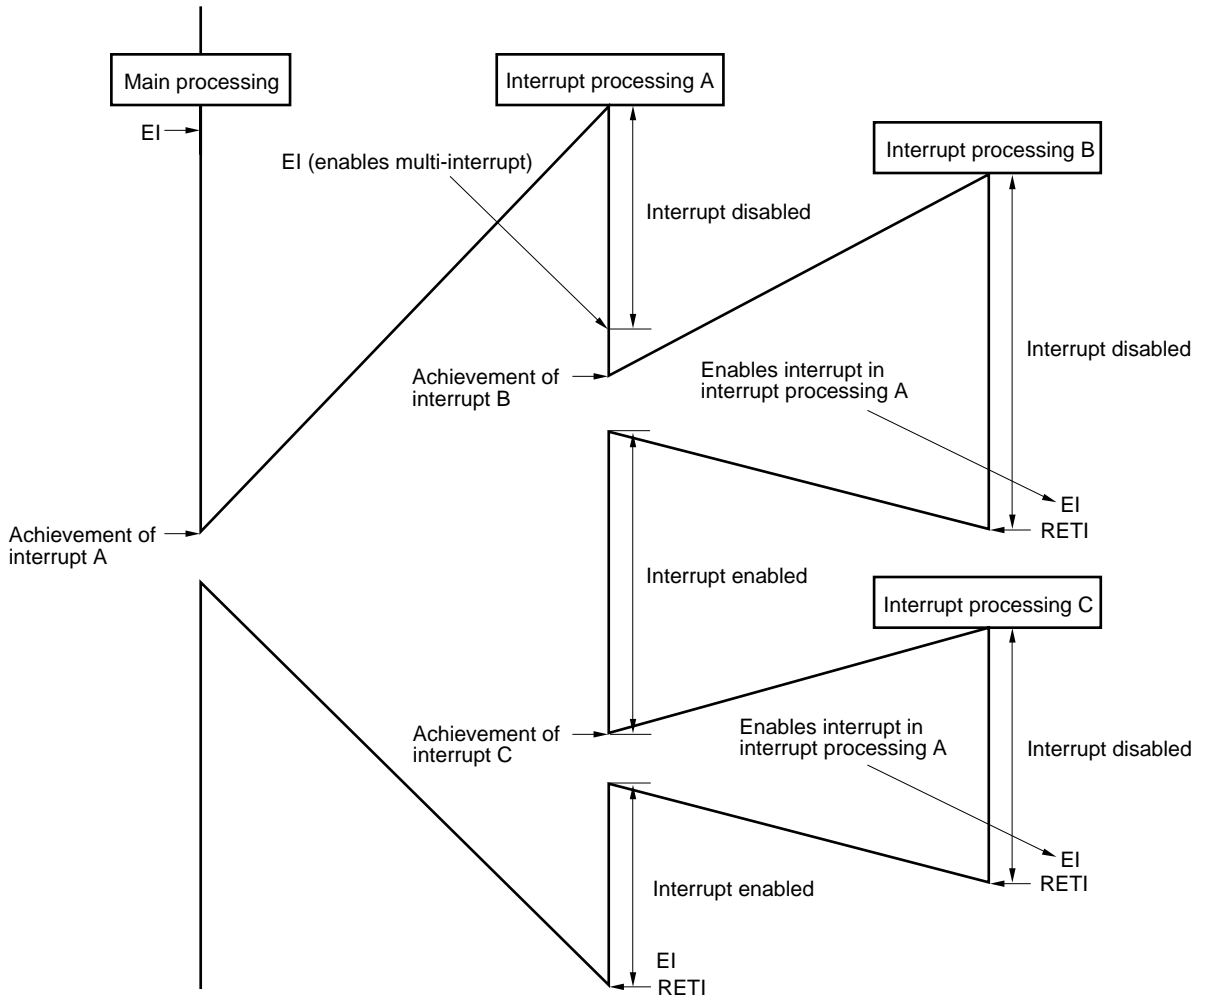 Main processing
Interrupt processing A
EI
Interrupt processing B
EI (enables multi-interrupt)
Interrupt disabled
Interrupt disabled
Achievement of
interrupt B
Enables interrupt in
interrupt processing A
EI
RETI
Achievement of
interrupt A
Interrupt enabled
Interrupt processing C
Achievement of
interrupt C
Enables interrupt in
interrupt processing A
Interrupt disabled
EI
RETI
Interrupt enabled
EI
RETI